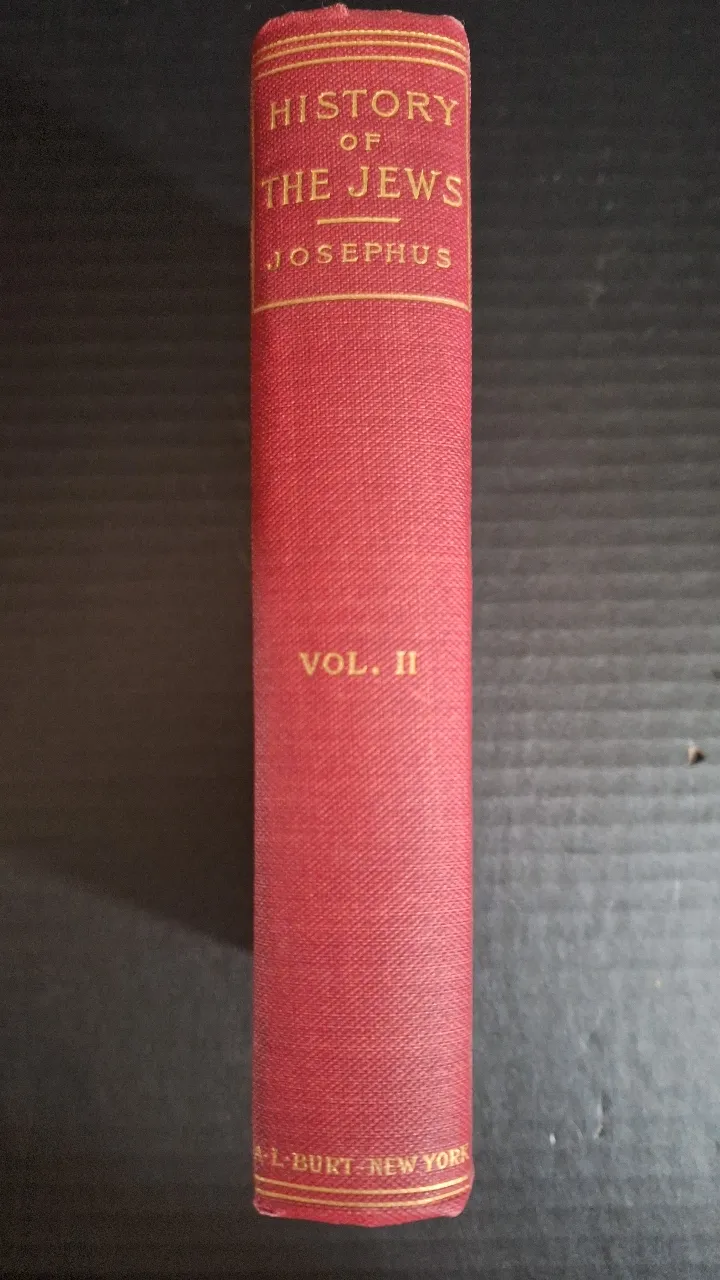 HISTORY
OF
THE JEWS
JOSEPHUS
VOL. II
A-L-BURT-NEW YORK